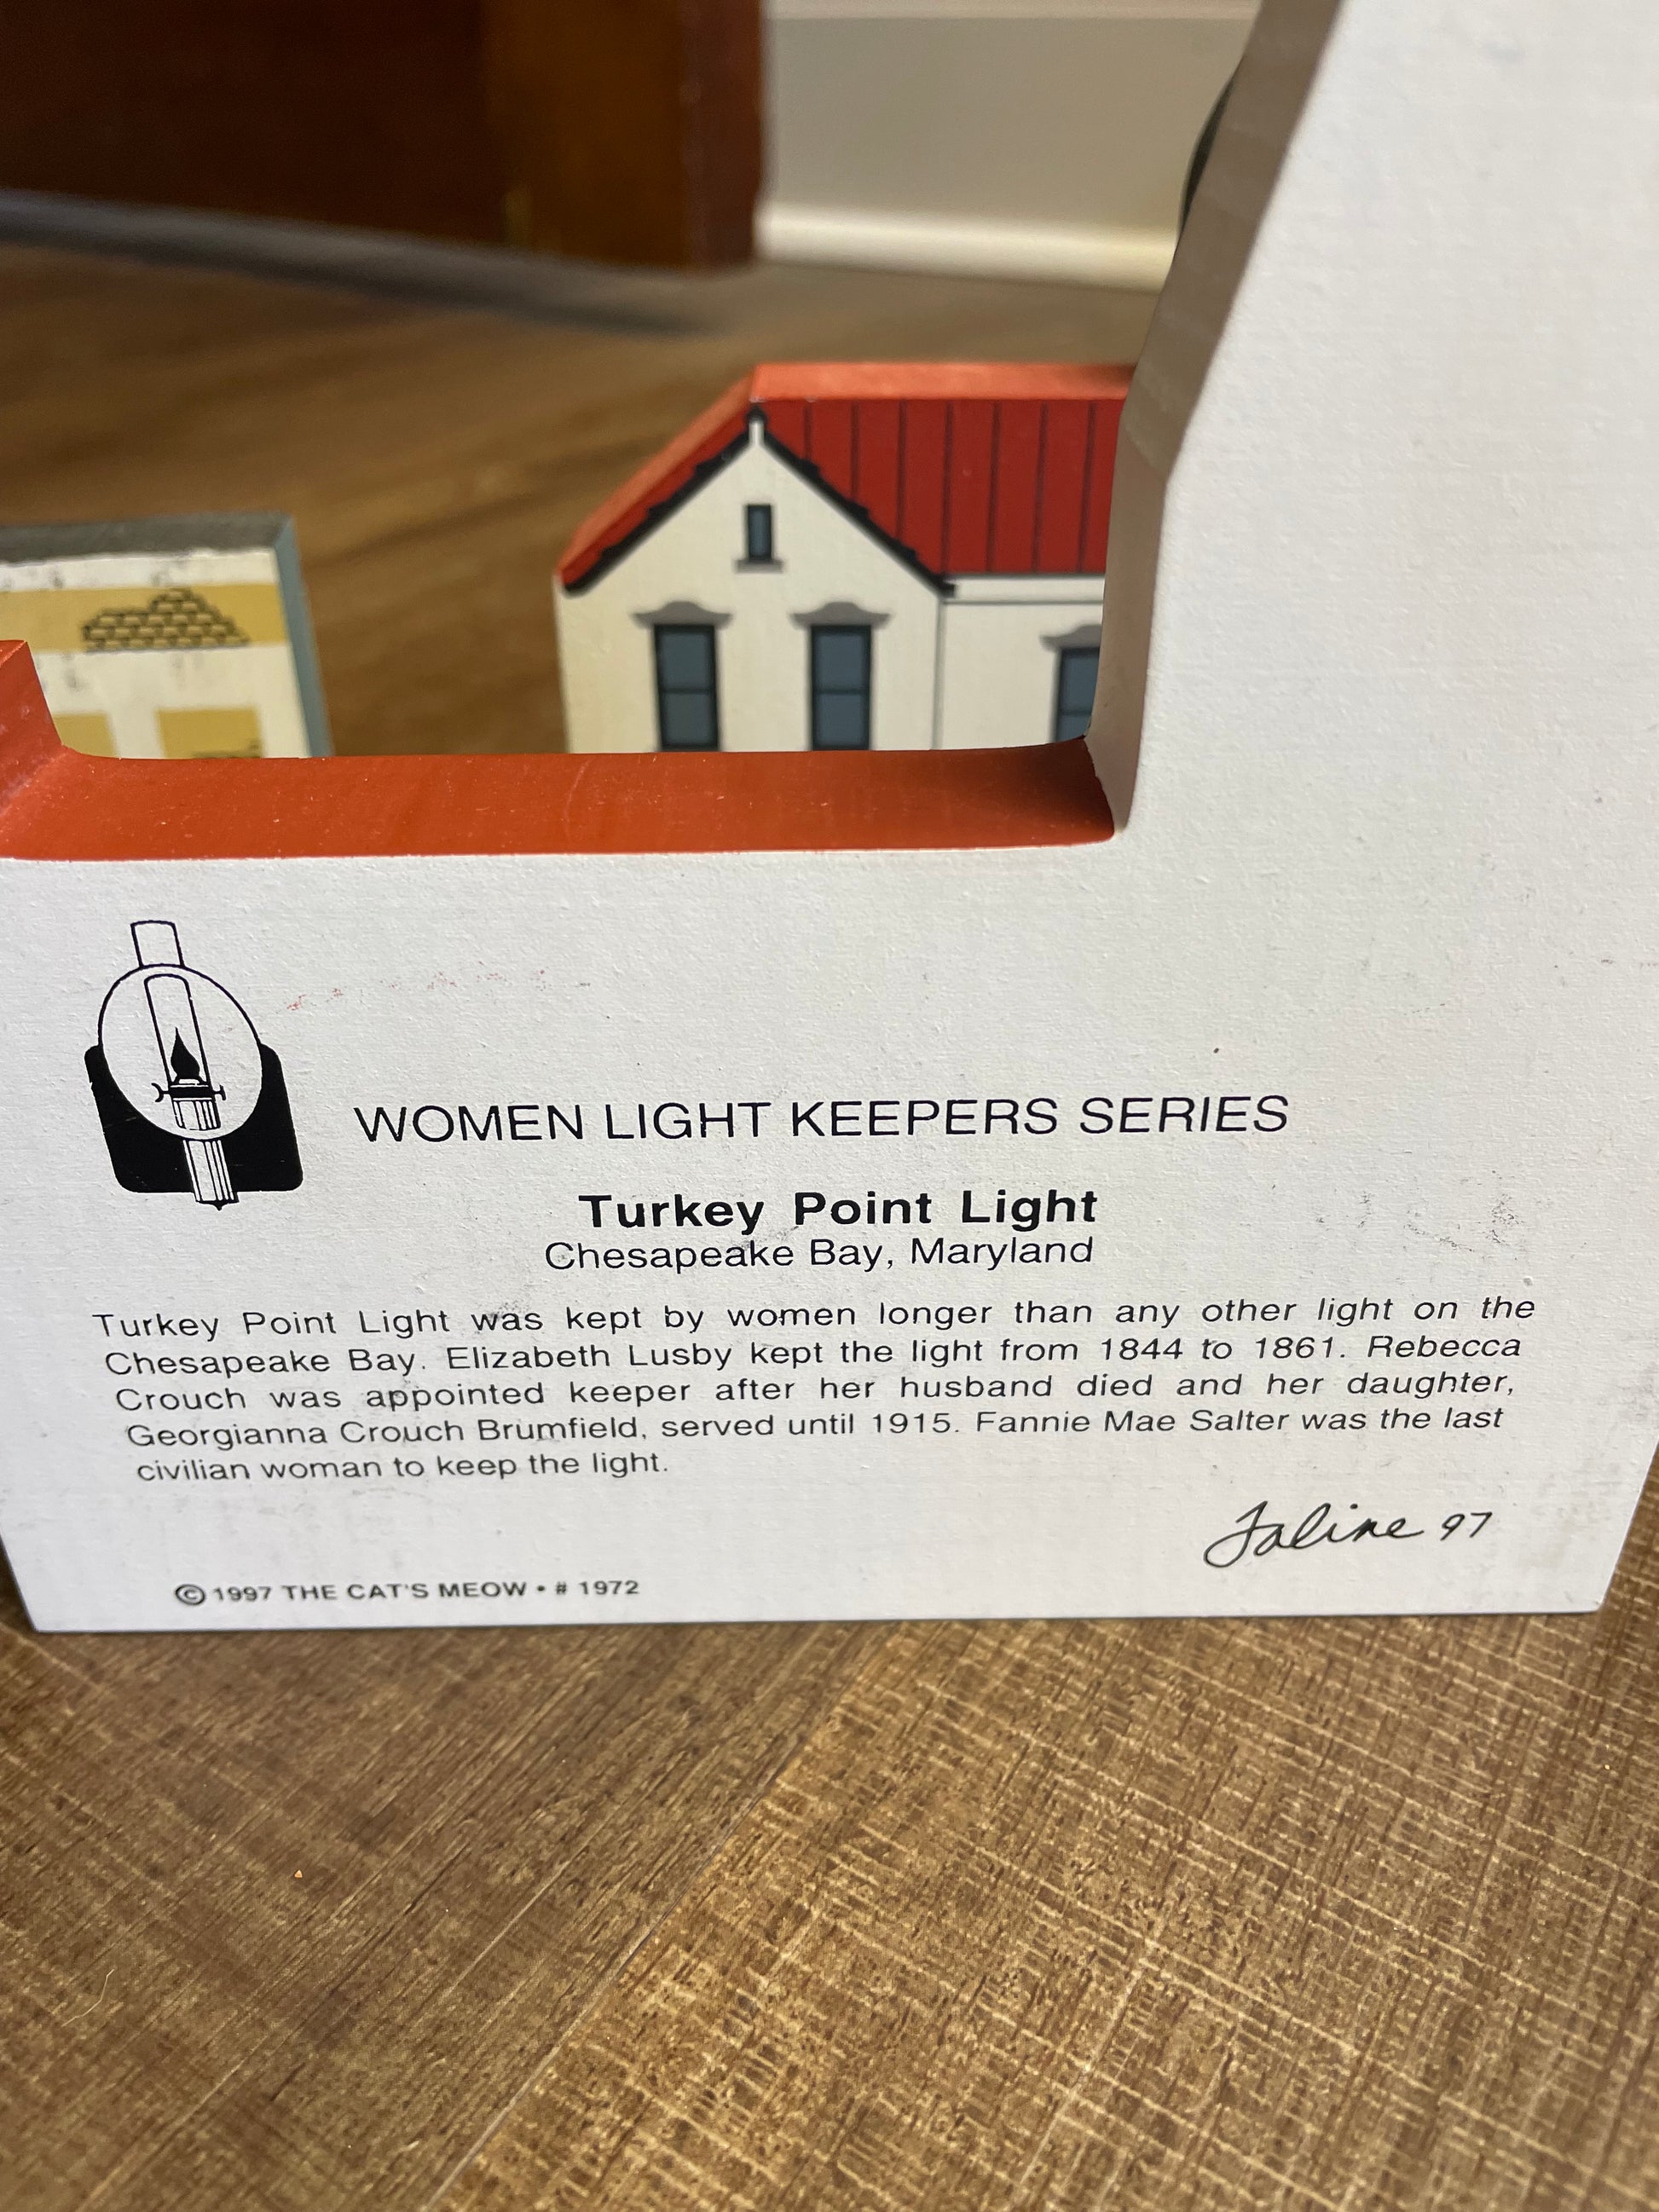 WOMEN LIGHT KEEPERS SERIES
Turkey Point Light
Chesapeake Bay, Maryland
Turkey Point Light was kept by women longer than any other light on the
Chesapeake Bay. Elizabeth Lusby kept the light from 1844 to 1861. Rebecca
Crouch was appointed keeper after her husband died and her daughter,
Georgianna Crouch Brumfield, served until 1915. Fannie Mae Salter was the last
civilian woman to keep the light.
Faline 97
© 1997 THE CAT'S MEOW • # 1972